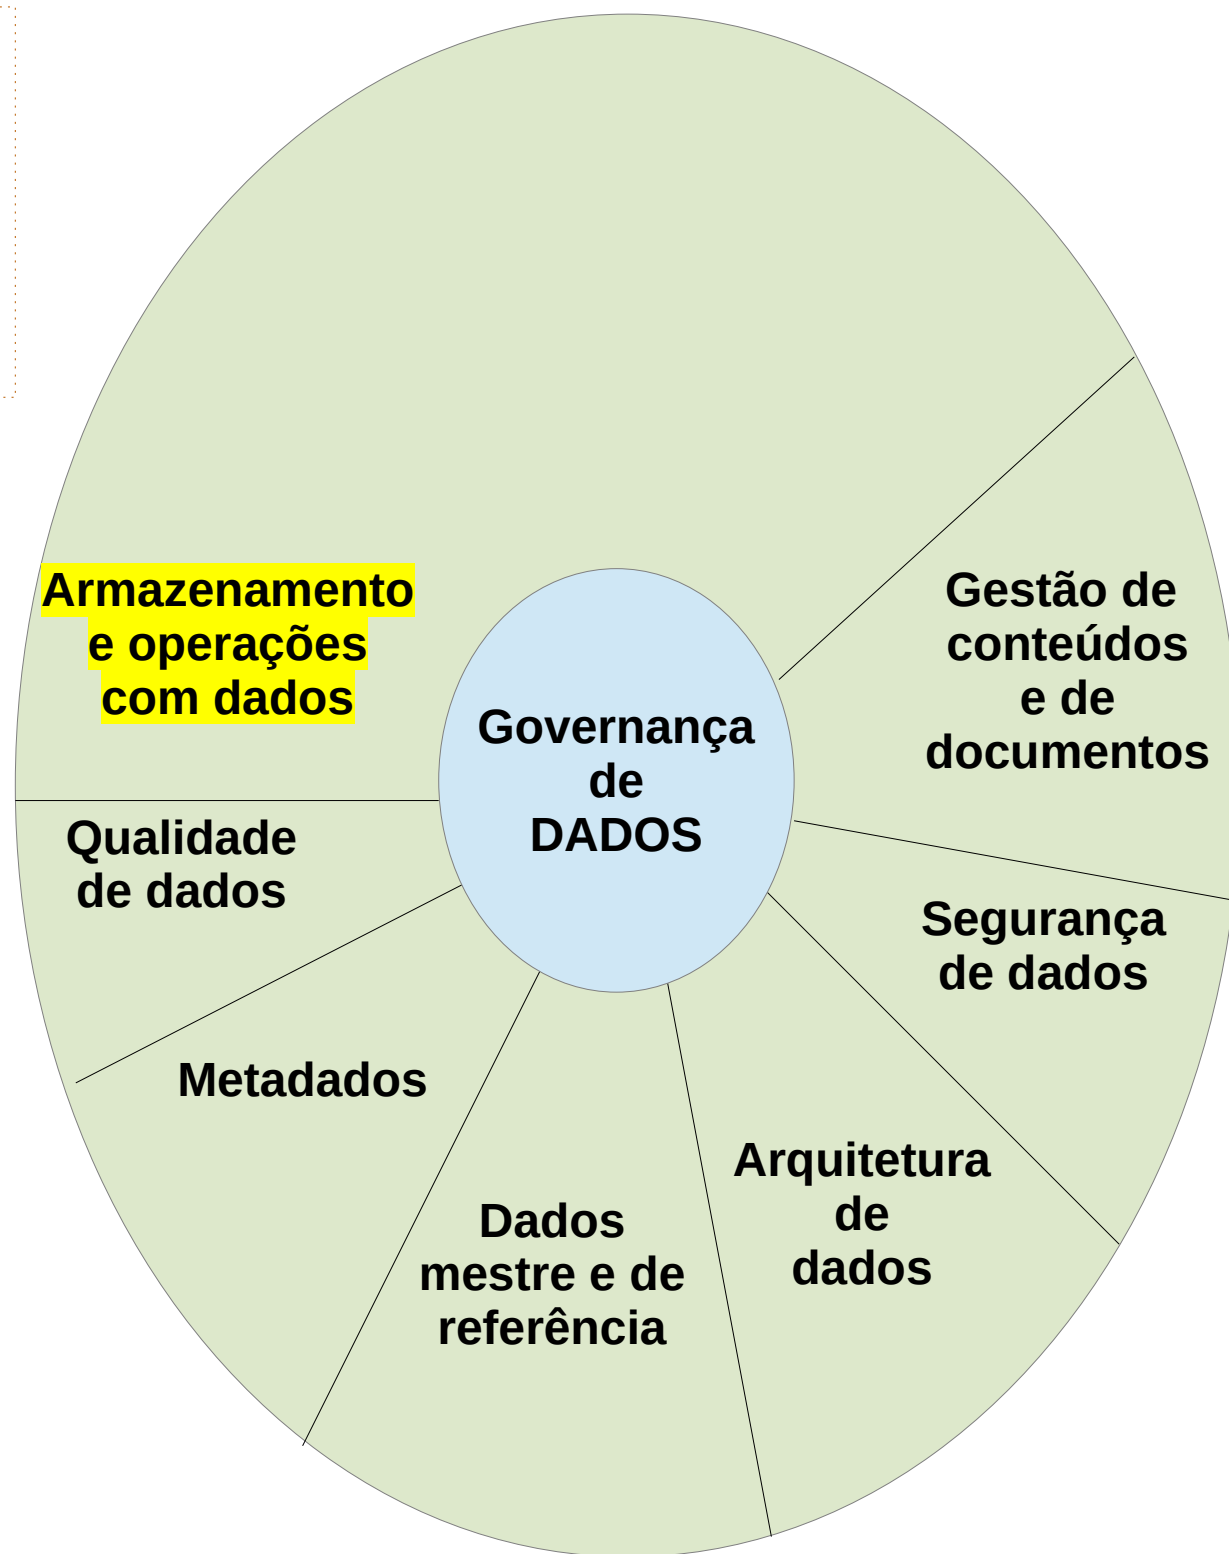 Armazenamento
e operações
com dados
Gestão de
conteúdos
e de
documentos
Governança
de
DADOS
Qualidade
de dados
Segurança
de dados
Metadados
Arquitetura
de
dados
Dados
mestre e de
referência